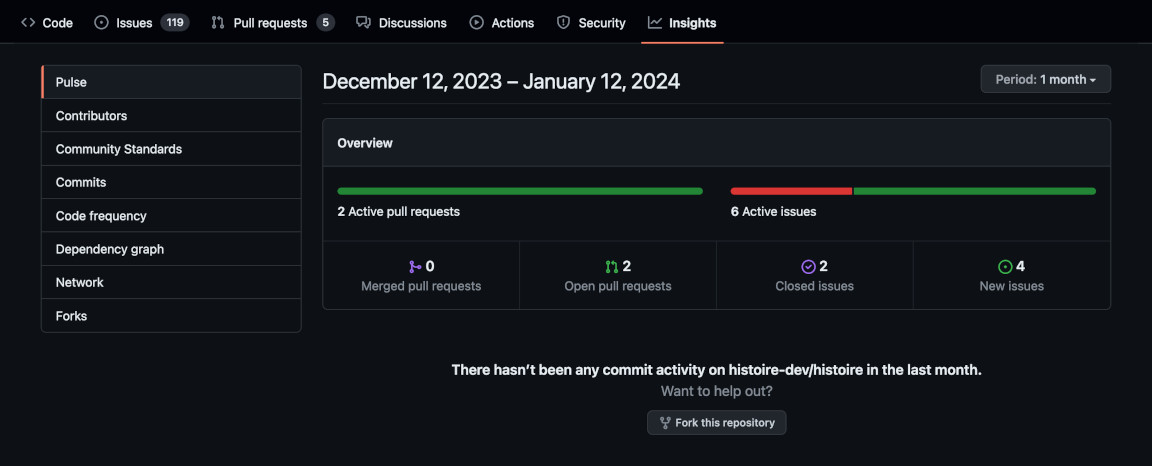 Code Issues 119 Pull requests 5 Discussions Actions Security Insights
Pulse
Contributors
Community Standards
Commits
Code frequency
Dependency graph
Network
Forks
December 12, 2023 – January 12, 2024
Period: 1 month
Overview
2 Active pull requests
6 Active issues
0
Merged pull requests
2
Open pull requests
2
Closed issues
4
New issues
There hasn’t been any commit activity on histoire-dev/histoire in the last month.
Want to help out?
Fork this repository